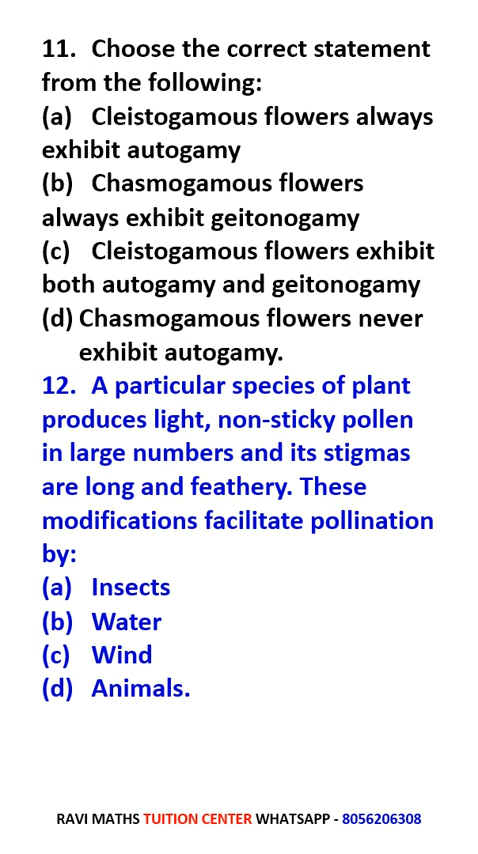 11. Choose the correct statement
from the following:
(a) Cleistogamous flowers always
exhibit autogamy
(b) Chasmogamous flowers
always exhibit geitonogamy
(c) Cleistogamous flowers exhibit
both autogamy and geitonogamy
(d) Chasmogamous flowers never
exhibit autogamy.
12. A particular species of plant
produces light, non-sticky pollen
in large numbers and its stigmas
are long and feathery. These
modifications facilitate pollination
by:
(a) Insects
(b) Water
(c) Wind
(d) Animals.
RAVI MATHS TUITION CENTER WHATSAPP - 8056206308